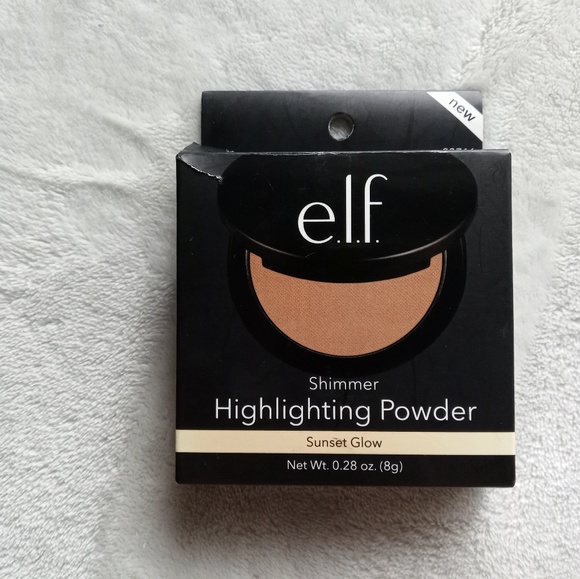 new
e.l.f.
Shimmer
Highlighting Powder
Sunset Glow
Net Wt. 0.28 oz. (8g)